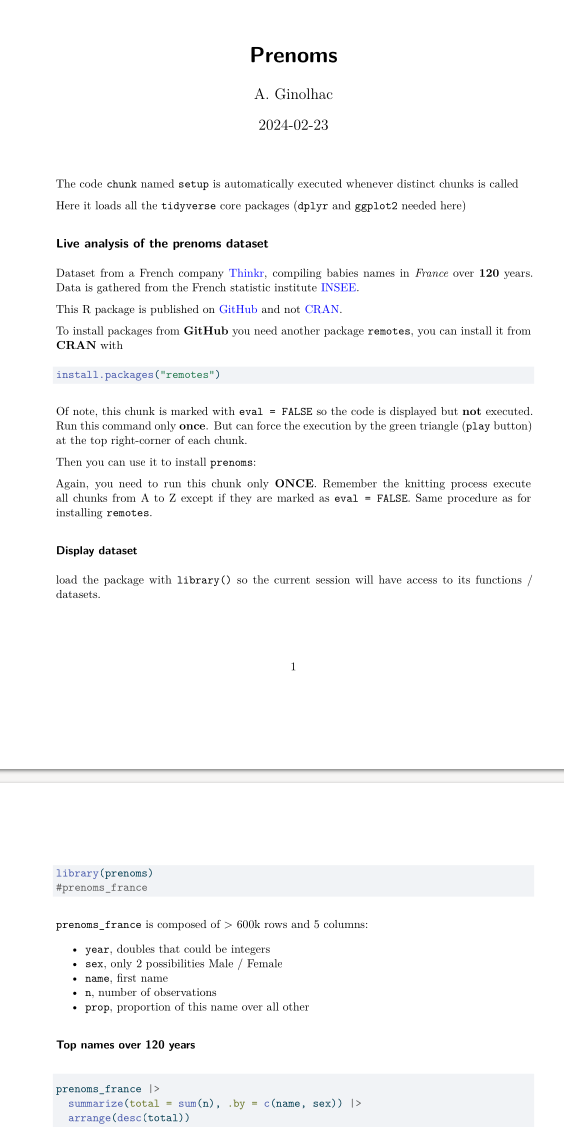 Prenoms
A. Ginolhac
2024-02-23
The code chunk named setup is automatically executed whenever distinct chunks is called
Here it loads all the tidyverse core packages (dplyr and ggplot2 needed here)
Live analysis of the prenoms dataset
Dataset from a French company Thinkr, compiling babies names in France over 120 years.
Data is gathered from the French statistic institute INSEE.
This R package is published on GitHub and not CRAN.
To install packages from GitHub you need another package remotes, you can install it from
CRAN with
install.packages("remotes")
Of note, this chunk is marked with eval = FALSE so the code is displayed but not executed.
Run this command only once. But can force the execution by the green triangle (play button)
at the top right-corner of each chunk.
Then you can use it to install prenoms:
Again, you need to run this chunk only ONCE. Remember the knitting process execute
all chunks from A to Z except if they are marked as eval = FALSE. Same procedure as for
installing remotes.
Display dataset
load the package with library() so the current session will have access to its functions /
datasets.
1
library(prenoms)
#prenoms_france
prenoms_france is composed of > 600k rows and 5 columns:
• year, doubles that could be integers
• sex, only 2 possibilities Male / Female
• name, first name
• n, number of observations
• prop, proportion of this name over all other
Top names over 120 years
prenoms_france |>
summarize(total = sum(n), .by = c(name, sex)) |>
arrange(desc(total))